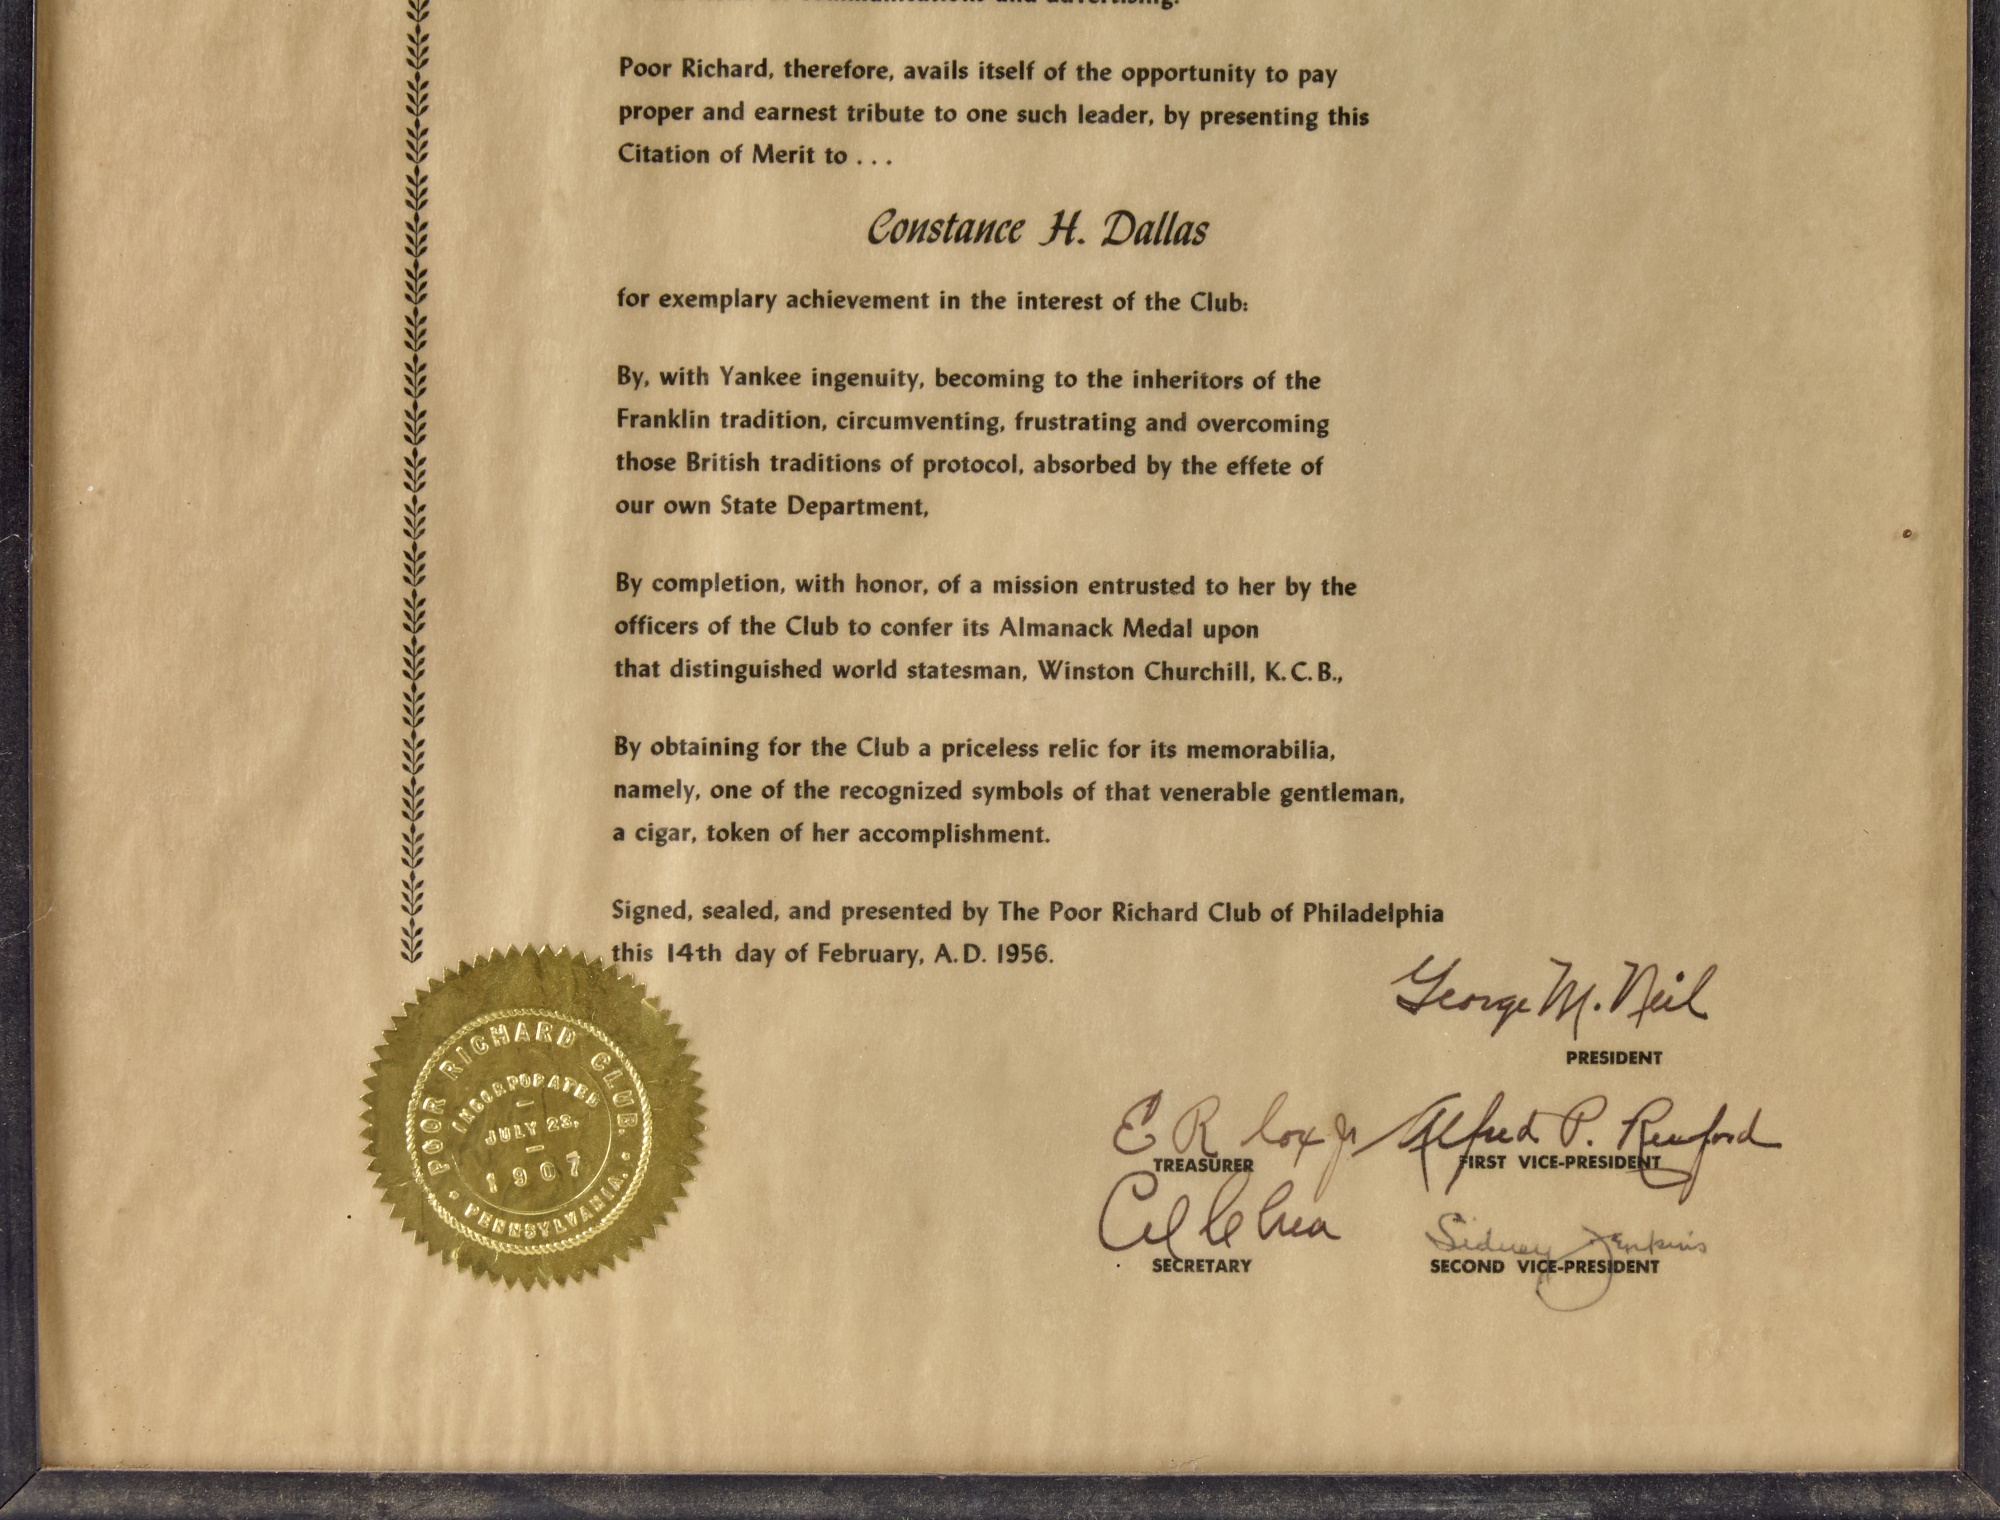 communications and advertising.
Poor Richard, therefore, avails itself of the opportunity to pay
proper and earnest tribute to one such leader, by presenting this
Citation of Merit to . . .
Constance H. Dallas
for exemplary achievement in the interest of the Club:
By, with Yankee ingenuity, becoming to the inheritors of the
Franklin tradition, circumventing, frustrating and overcoming
those British traditions of protocol, absorbed by the effete of
our own State Department,
By completion, with honor, of a mission entrusted to her by the
officers of the Club to confer its Almanack Medal upon
that distinguished world statesman, Winston Churchill, K.C.B.,
By obtaining for the Club a priceless relic for its memorabilia,
namely, one of the recognized symbols of that venerable gentleman,
a cigar, token of her accomplishment.
Signed, sealed, and presented by The Poor Richard Club of Philadelphia
this 14th day of February, A.D. 1956.
POOR RICHARD CLUB.
INCORPORATED
JULY 23,
1907
PENNSYLVANIA.
George M. Neil
PRESIDENT
E R Cox Jr Alfred P.
TREASURER FIRST VICE-PRESIDENT
Sidney Jenkins
SECRETARY SECOND VICE-PRESIDENT